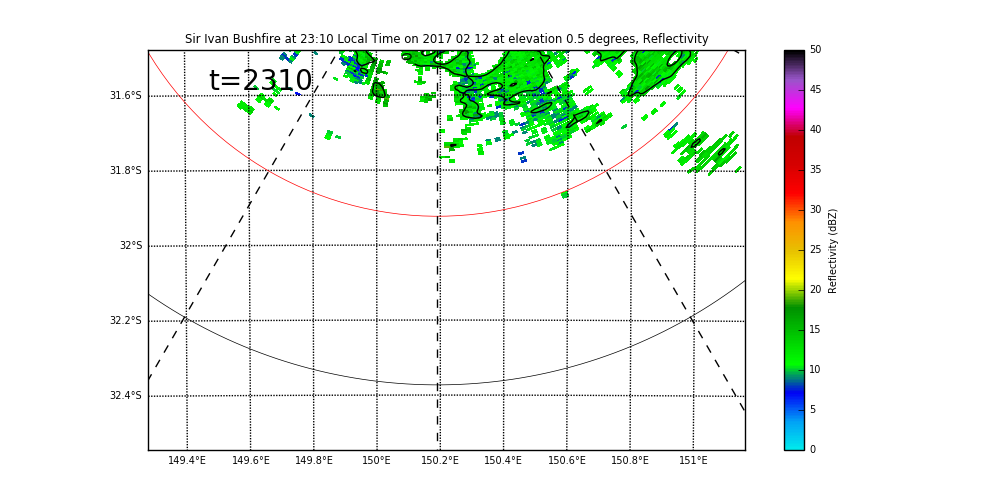 Sir Ivan Bushfire at 23:10 Local Time on 2017 02 12 at elevation 0.5 degrees, Reflectivity
t=2310
31.6°S
31.8°S
32°S
32.2°S
32.4°S
149.4°E 149.6°E 149.8°E 150°E 150.2°E 150.4°E 150.6°E 150.8°E 151°E
50
45
40
35
30
25
20
15
10
5
0
Reflectivity (dBZ)